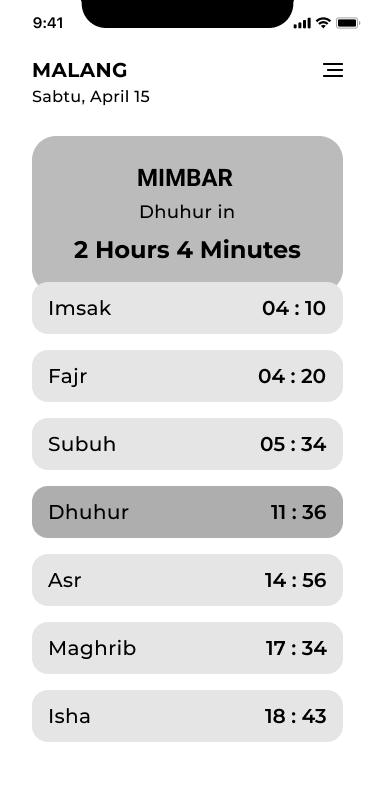 9:41
MALANG
Sabtu, April 15
MIMBAR
Dhuhur in
2 Hours 4 Minutes
Imsak 04 : 10
Fajr 04 : 20
Subuh 05 : 34
Dhuhur 11 : 36
Asr 14 : 56
Maghrib 17 : 34
Isha 18 : 43